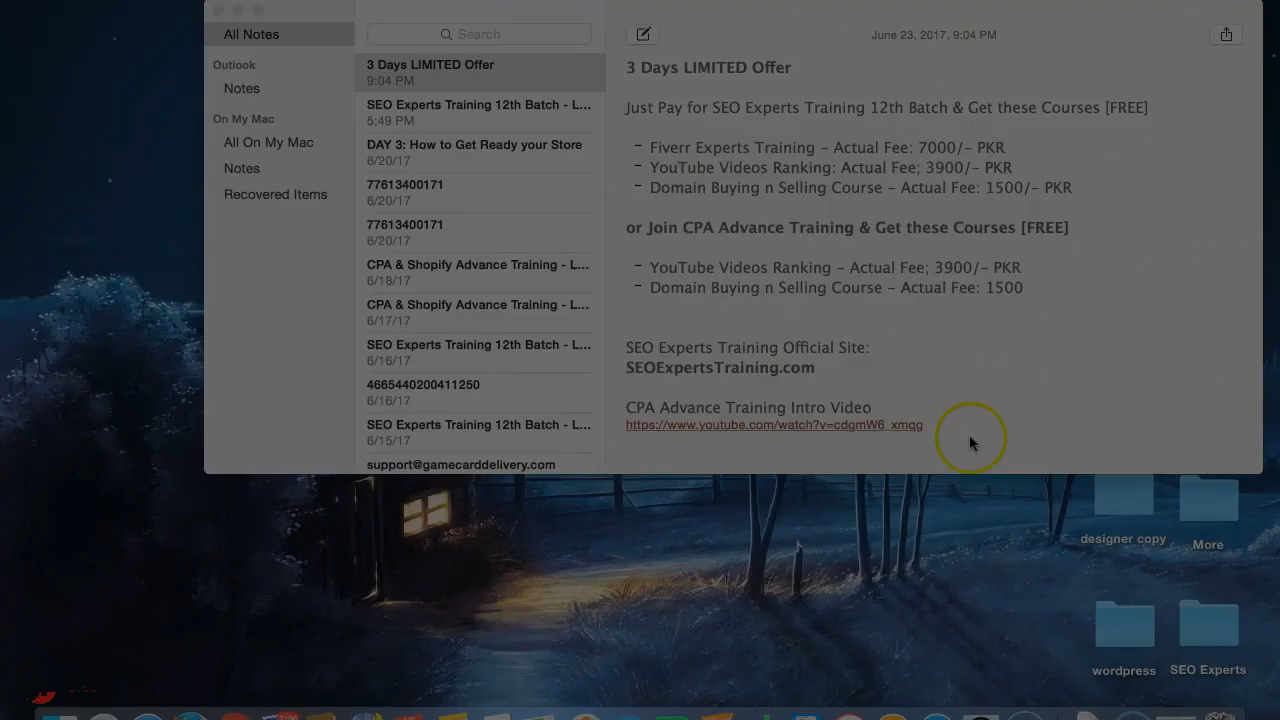 All Notes
Outlook
Notes
On My Mac
All On My Mac
Notes
Recovered Items
Search
3 Days LIMITED Offer
9:04 PM
SEO Experts Training 12th Batch - L...
5:49 PM
DAY 3: How to Get Ready your Store
6/20/17
77613400171
6/20/17
77613400171
6/20/17
CPA & Shopify Advance Training - L...
6/18/17
CPA & Shopify Advance Training - L...
6/17/17
SEO Experts Training 12th Batch - L...
6/16/17
4665440200411250
6/16/17
SEO Experts Training 12th Batch - L...
6/15/17
support@gamecarddelivery.com
June 23, 2017, 9:04 PM
3 Days LIMITED Offer
Just Pay for SEO Experts Training 12th Batch & Get these Courses [FREE]
- Fiverr Experts Training - Actual Fee: 7000/- PKR
- YouTube Videos Ranking: Actual Fee; 3900/- PKR
- Domain Buying n Selling Course - Actual Fee: 1500/- PKR
or Join CPA Advance Training & Get these Courses [FREE]
- YouTube Videos Ranking - Actual Fee; 3900/- PKR
- Domain Buying n Selling Course - Actual Fee: 1500
SEO Experts Training Official Site:
SEOExpertsTraining.com
CPA Advance Training Intro Video
https://www.youtube.com/watch?v=cdgmW6_xmqg
designer copy
More
wordpress
SEO Experts